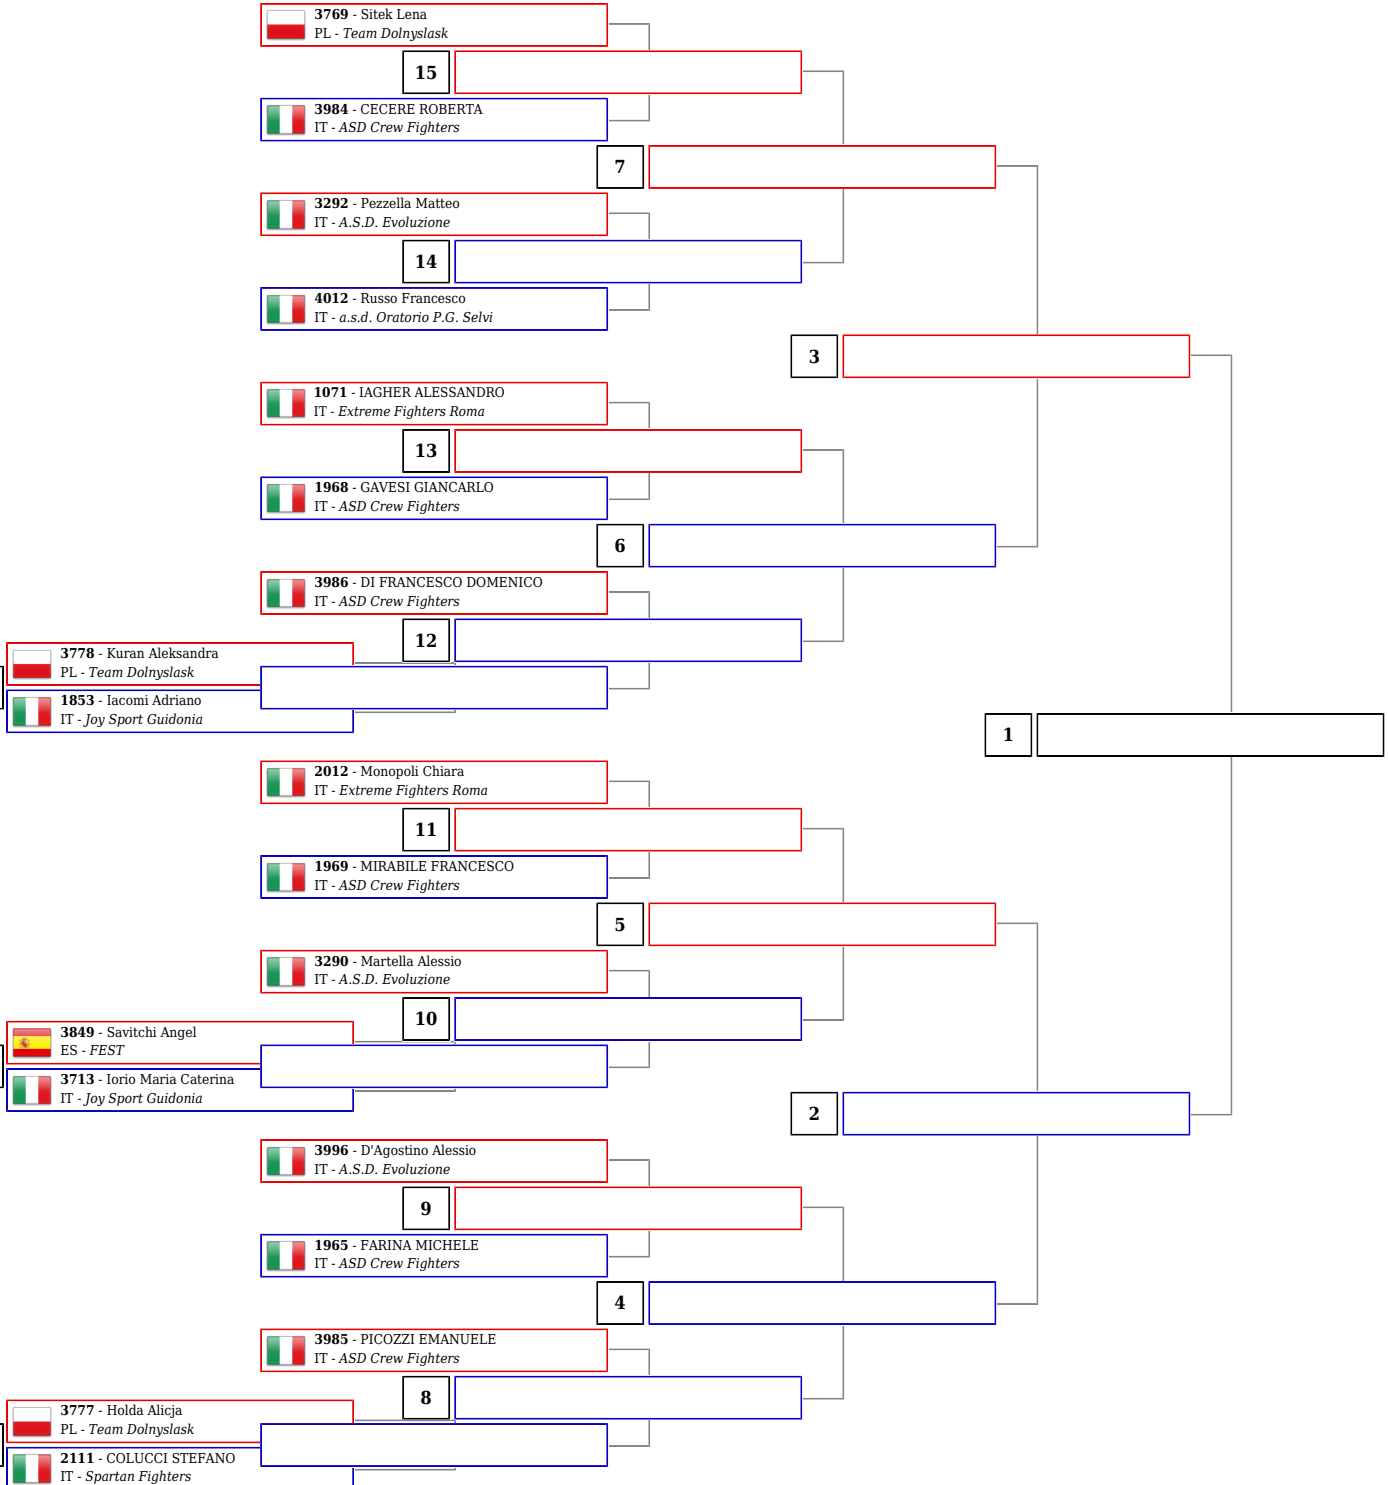 3769 - Sitek Lena
PL - Team Dolnyslask
15
3984 - CECERE ROBERTA
IT - ASD Crew Fighters
7
3292 - Pezzella Matteo
IT - A.S.D. Evoluzione
14
4012 - Russo Francesco
IT - a.s.d. Oratorio P.G. Selvi
3
1071 - IAGHER ALESSANDRO
IT - Extreme Fighters Roma
13
1968 - GAVESI GIANCARLO
IT - ASD Crew Fighters
6
3986 - DI FRANCESCO DOMENICO
IT - ASD Crew Fighters
12
3778 - Kuran Aleksandra
PL - Team Dolnyslask
1853 - Iacomi Adriano
IT - Joy Sport Guidonia
1
2012 - Monopoli Chiara
IT - Extreme Fighters Roma
11
1969 - MIRABILE FRANCESCO
IT - ASD Crew Fighters
5
3290 - Martella Alessio
IT - A.S.D. Evoluzione
10
3849 - Savitchi Angel
ES - FEST
3713 - Iorio Maria Caterina
IT - Joy Sport Guidonia
2
3996 - D'Agostino Alessio
IT - A.S.D. Evoluzione
9
1965 - FARINA MICHELE
IT - ASD Crew Fighters
4
3985 - PICOZZI EMANUELE
IT - ASD Crew Fighters
8
3777 - Holda Alicja
PL - Team Dolnyslask
2111 - COLUCCI STEFANO
IT - Spartan Fighters